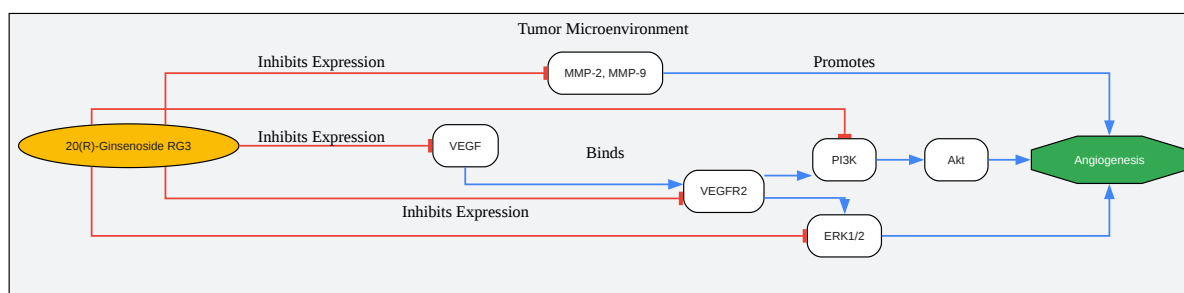 Tumor Microenvironment
Inhibits Expression
MMP-2, MMP-9
Promotes
20(R)-Ginsenoside RG3
Inhibits Expression
VEGF
Binds
PI3K
Akt
Angiogenesis
VEGFR2
Inhibits Expression
ERK1/2